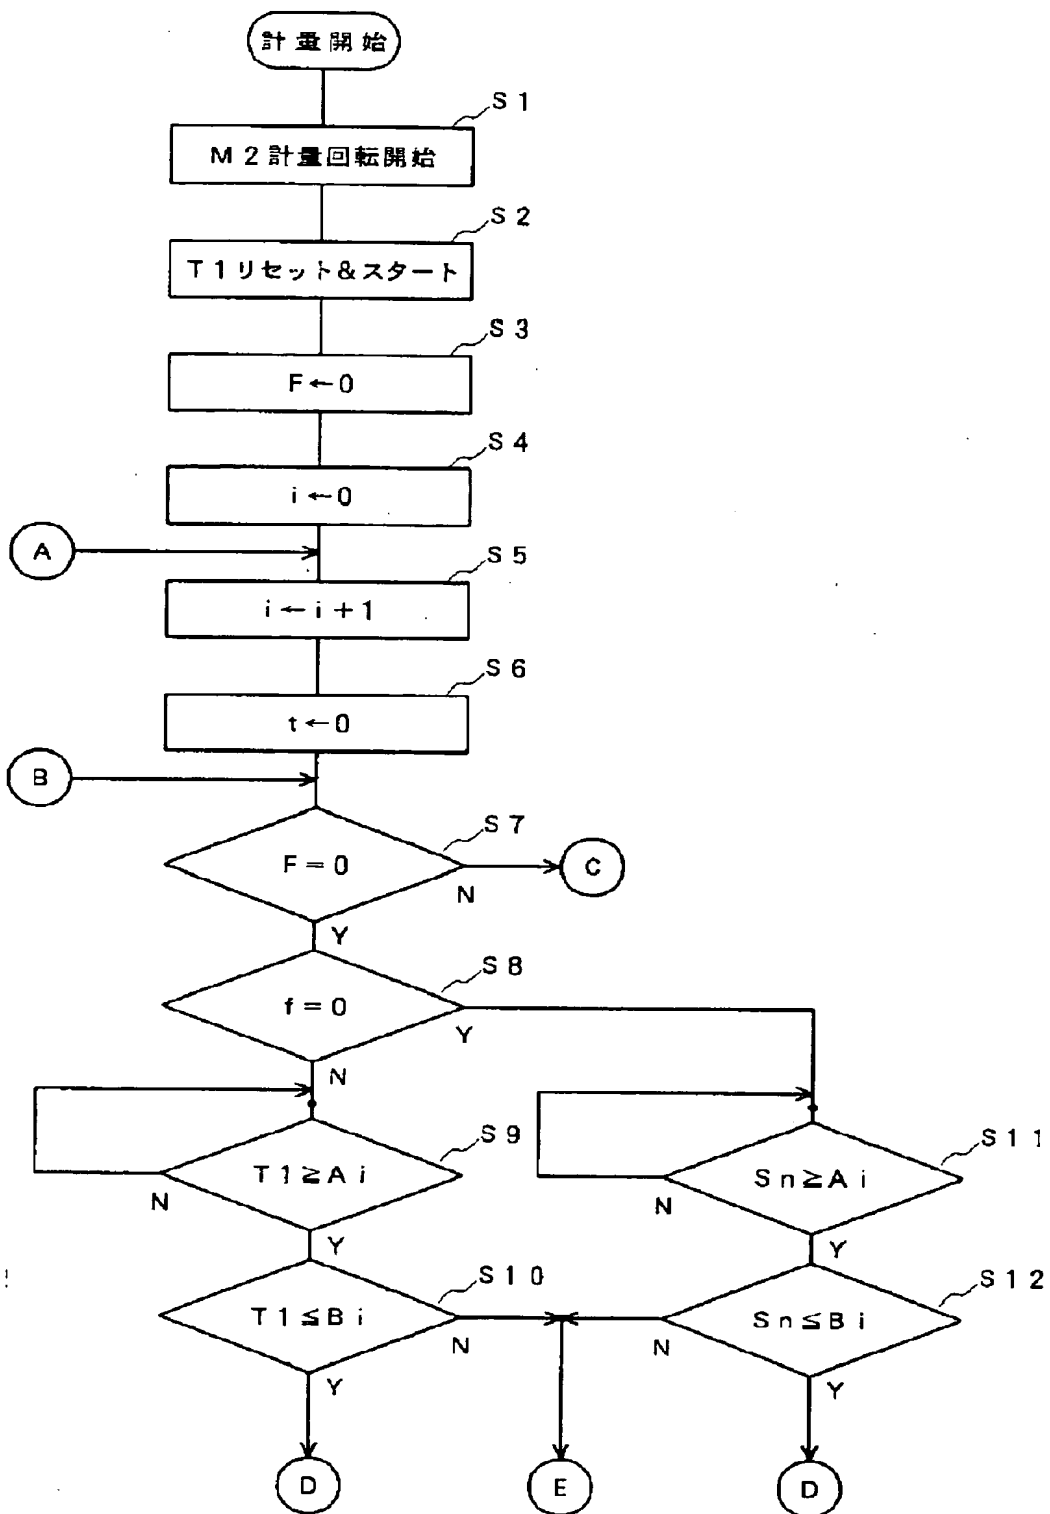 計量開始
S1
M2計量回転開始
S2
T1リセット&スタート
S3
F←0
S4
i←0
A
S5
i←i+1
S6
t←0
B
S7
F=0
N
C
Y
S8
f=0
Y
N
S9
T1≧Ai
N
Y
S11
Sn≧Ai
N
Y
S10
T1≦Bi
N
Y
S12
Sn≦Bi
N
Y
D
E
D